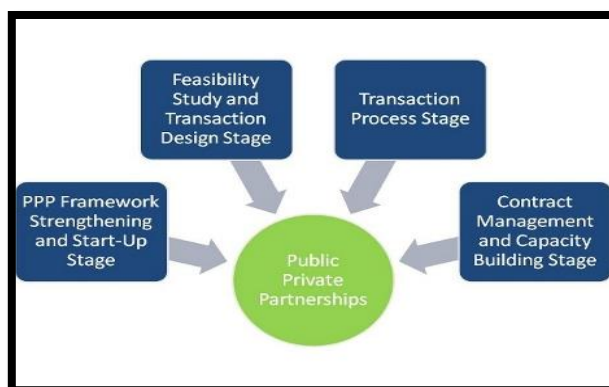 Feasibility
Study and
Transaction
Design Stage
Transaction
Process Stage
PPP Framework
Strengthening
and Start-Up
Stage
Contract
Management
and Capacity
Building Stage
Public
Private
Partnerships